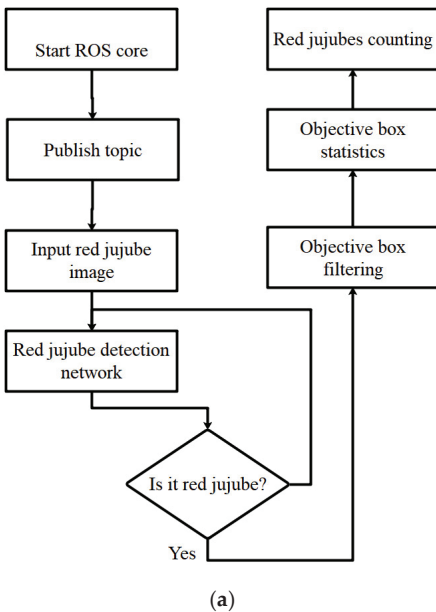 Start ROS core
Publish topic
Input red jujube
image
Red jujube detection
network
Is it red jujube?
Yes
Objective box
filtering
Objective box
statistics
Red jujubes counting
(a)